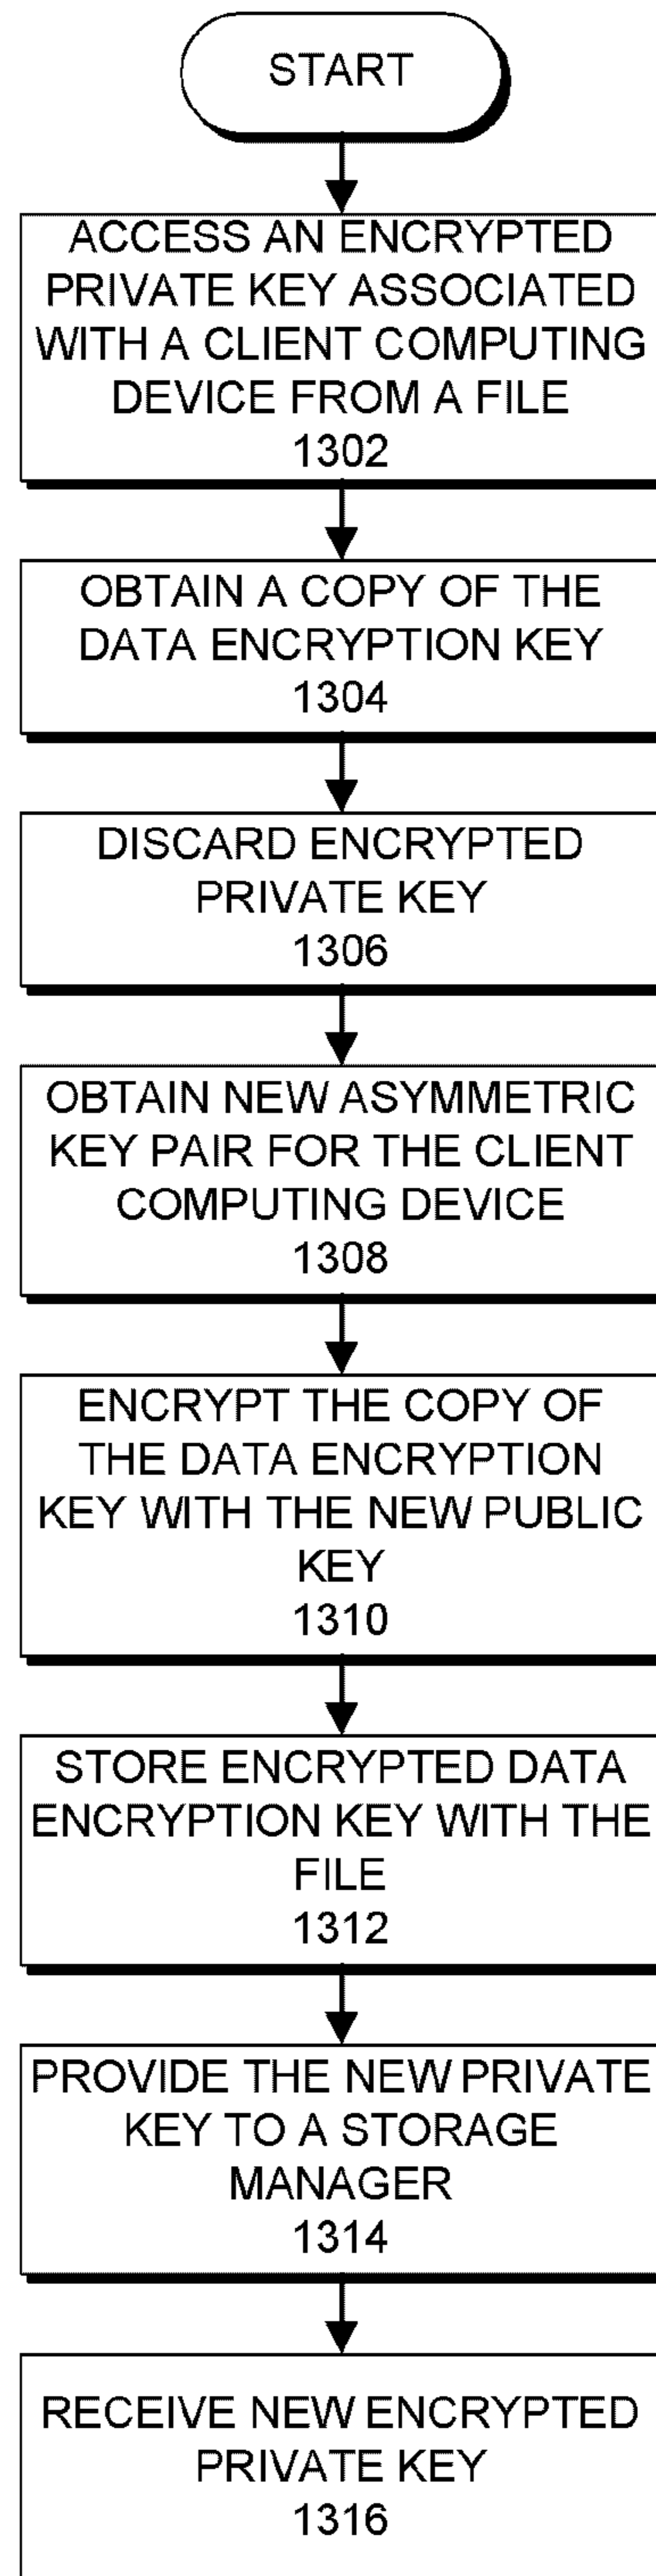 START
ACCESS AN ENCRYPTED
PRIVATE KEY ASSOCIATED
WITH A CLIENT COMPUTING
DEVICE FROM A FILE
1302
OBTAIN A COPY OF THE
DATA ENCRYPTION KEY
1304
DISCARD ENCRYPTED
PRIVATE KEY
1306
OBTAIN NEW ASYMMETRIC
KEY PAIR FOR THE CLIENT
COMPUTING DEVICE
1308
ENCRYPT THE COPY OF
THE DATA ENCRYPTION
KEY WITH THE NEW PUBLIC
KEY
1310
STORE ENCRYPTED DATA
ENCRYPTION KEY WITH THE
FILE
1312
PROVIDE THE NEW PRIVATE
KEY TO A STORAGE
MANAGER
1314
RECEIVE NEW ENCRYPTED
PRIVATE KEY
1316